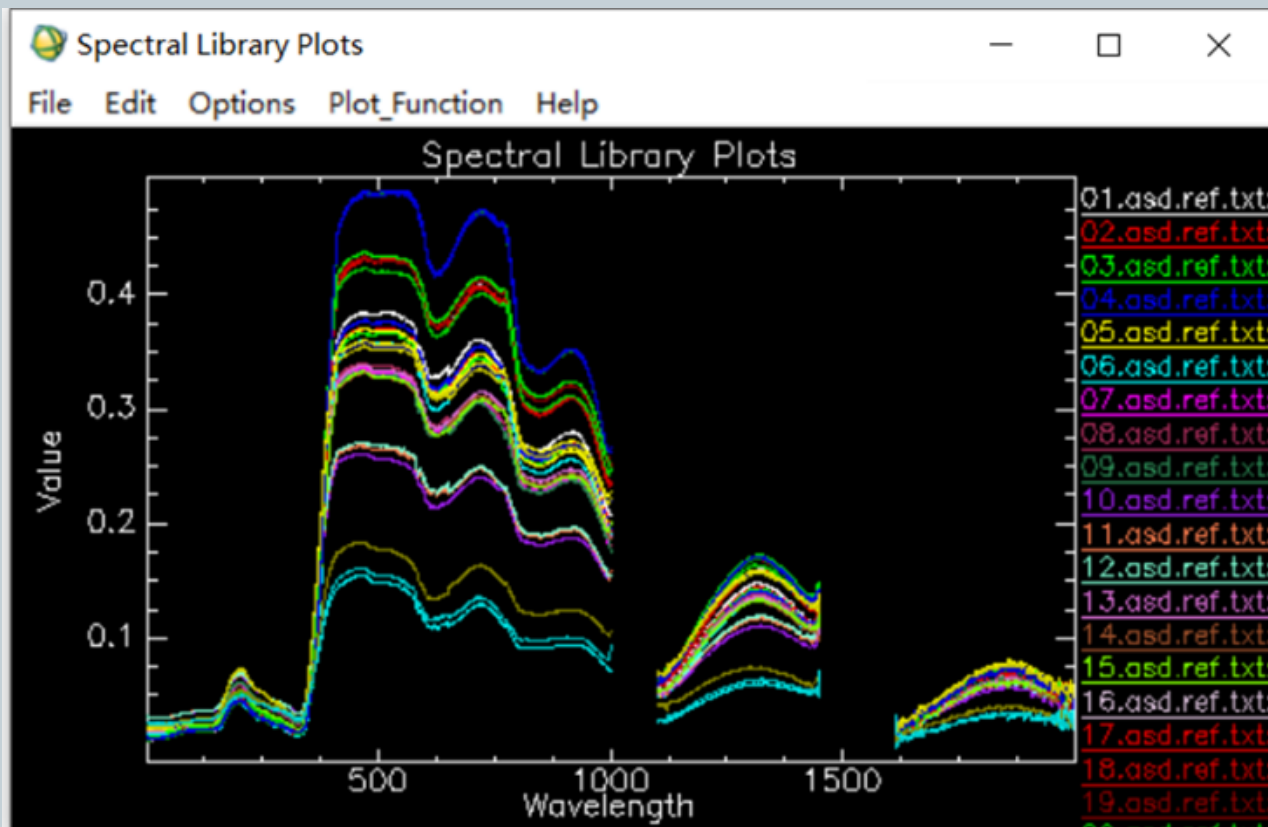 Spectral Library Plots
File Edit Options Plot_Function Help
Spectral Library Plots
0.4
0.3
0.2
0.1
Value
500 1000 1500
Wavelength
01.asd.ref.txt:
02.asd.ref.txt:
03.asd.ref.txt:
04.asd.ref.txt:
05.asd.ref.txt:
06.asd.ref.txt:
07.asd.ref.txt:
08.asd.ref.txt:
09.asd.ref.txt:
10.asd.ref.txt:
11.asd.ref.txt:
12.asd.ref.txt:
13.asd.ref.txt:
14.asd.ref.txt:
15.asd.ref.txt:
16.asd.ref.txt:
17.asd.ref.txt:
18.asd.ref.txt:
19.asd.ref.txt: